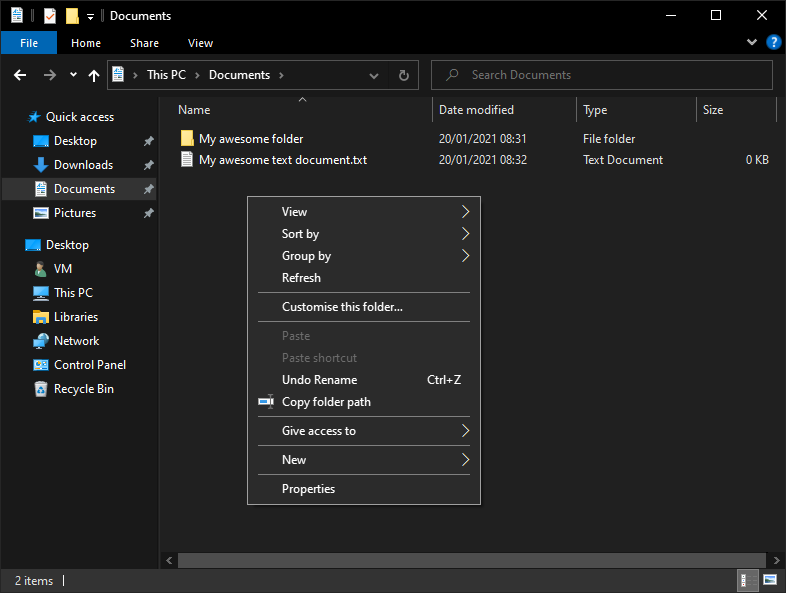 Documents
File Home Share View
This PC Documents Search Documents
Name Date modified Type Size
Quick access
Desktop
Downloads
Documents
Pictures
Desktop
VM
This PC
Libraries
Network
Control Panel
Recycle Bin
My awesome folder 20/01/2021 08:31 File folder
My awesome text document.txt 20/01/2021 08:32 Text Document 0 KB
View
Sort by
Group by
Refresh
Customise this folder...
Paste
Paste shortcut
Undo Rename Ctrl+Z
Copy folder path
Give access to
New
Properties
2 items